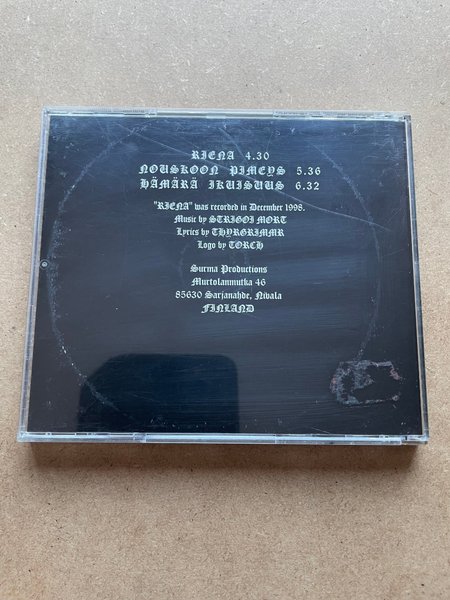 RIENA 4.30
NOUSKOON PIMEYS 5.36
HÄMÄRÄ IKUISUUS 6.32
"RIENA" was recorded in December 1998.
Music by STRIGOI MORT
Lyrics by THYRGRIMMR
Logo by TORCH
Surma Productions
Murtolanmutka 46
85630 Sarjanahde, Nivala
FINLAND